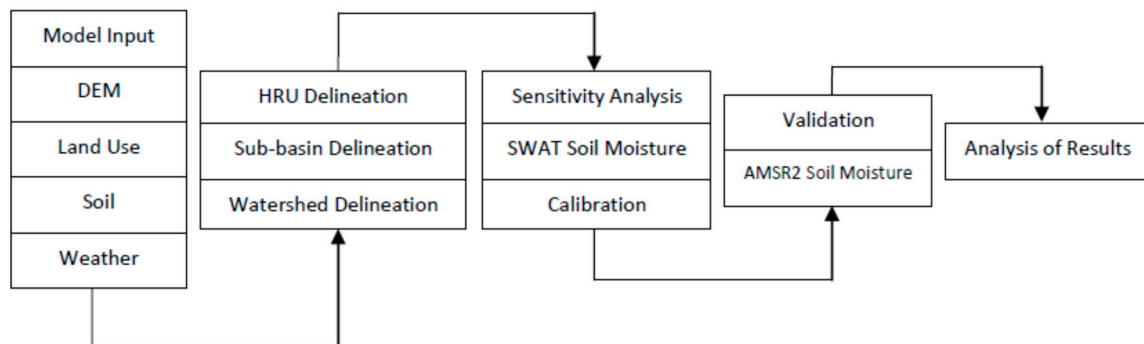 Model Input
DEM
Land Use
Soil
Weather
HRU Delineation
Sub-basin Delineation
Watershed Delineation
Sensitivity Analysis
SWAT Soil Moisture
Calibration
Validation
AMSR2 Soil Moisture
Analysis of Results